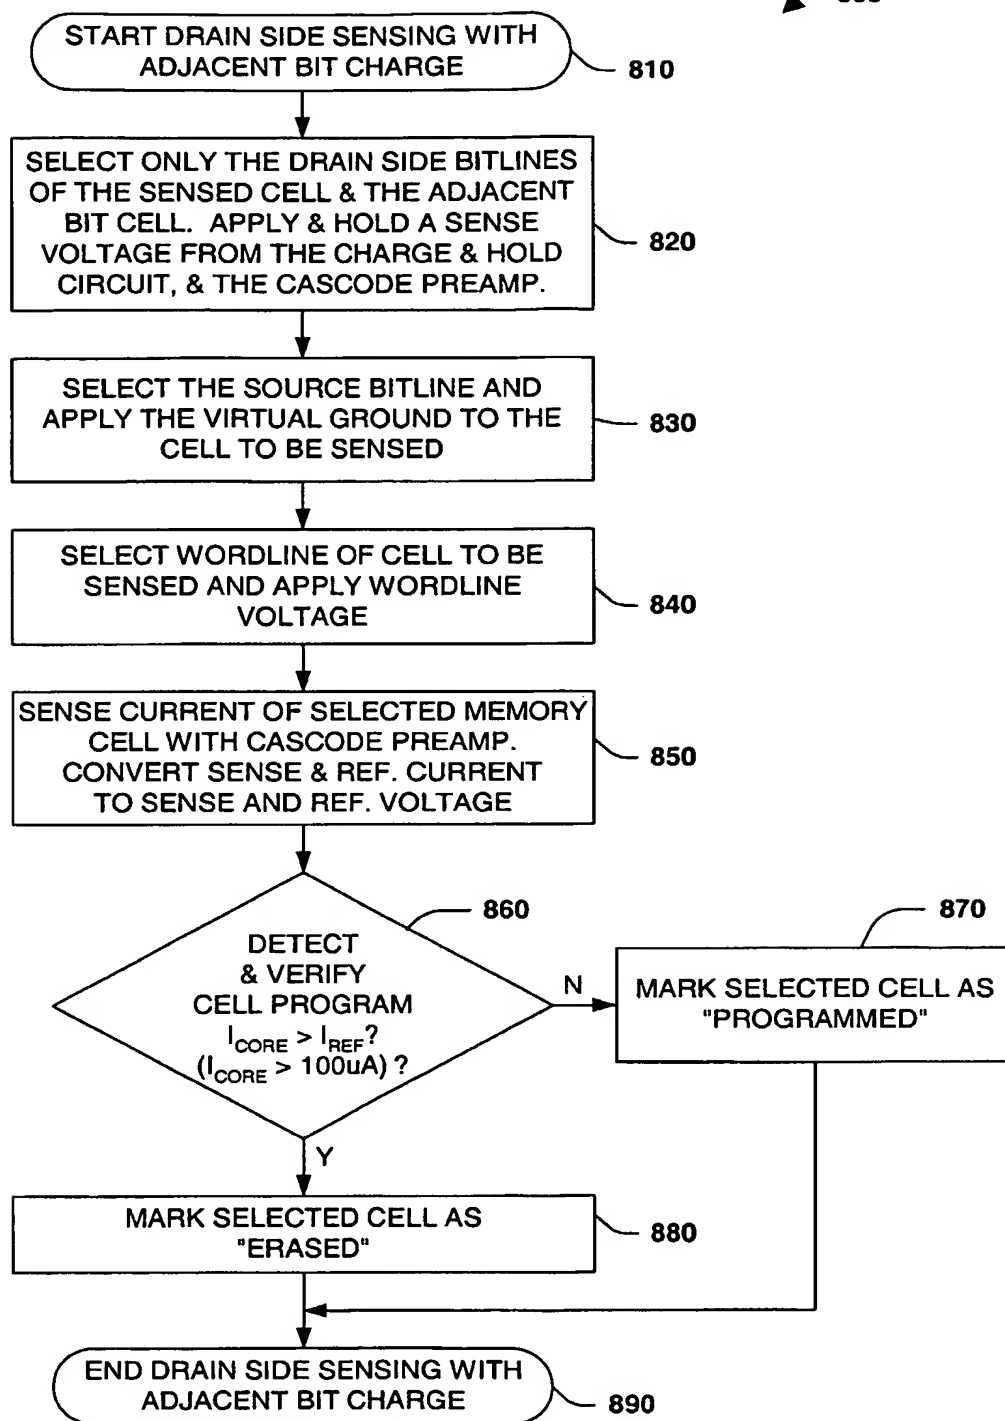 START DRAIN SIDE SENSING WITH
ADJACENT BIT CHARGE
810
SELECT ONLY THE DRAIN SIDE BITLINES
OF THE SENSED CELL & THE ADJACENT
BIT CELL. APPLY & HOLD A SENSE
VOLTAGE FROM THE CHARGE & HOLD
CIRCUIT, & THE CASCODE PREAMP.
820
SELECT THE SOURCE BITLINE AND
APPLY THE VIRTUAL GROUND TO THE
CELL TO BE SENSED
830
SELECT WORDLINE OF CELL TO BE
SENSED AND APPLY WORDLINE
VOLTAGE
840
SENSE CURRENT OF SELECTED MEMORY
CELL WITH CASCODE PREAMP.
CONVERT SENSE & REF. CURRENT
TO SENSE AND REF. VOLTAGE
850
DETECT
& VERIFY
CELL PROGRAM
I_CORE > I_REF?
(I_CORE > 100uA) ?
860
N
870
MARK SELECTED CELL AS
"PROGRAMMED"
Y
MARK SELECTED CELL AS
"ERASED"
880
END DRAIN SIDE SENSING WITH
ADJACENT BIT CHARGE
890